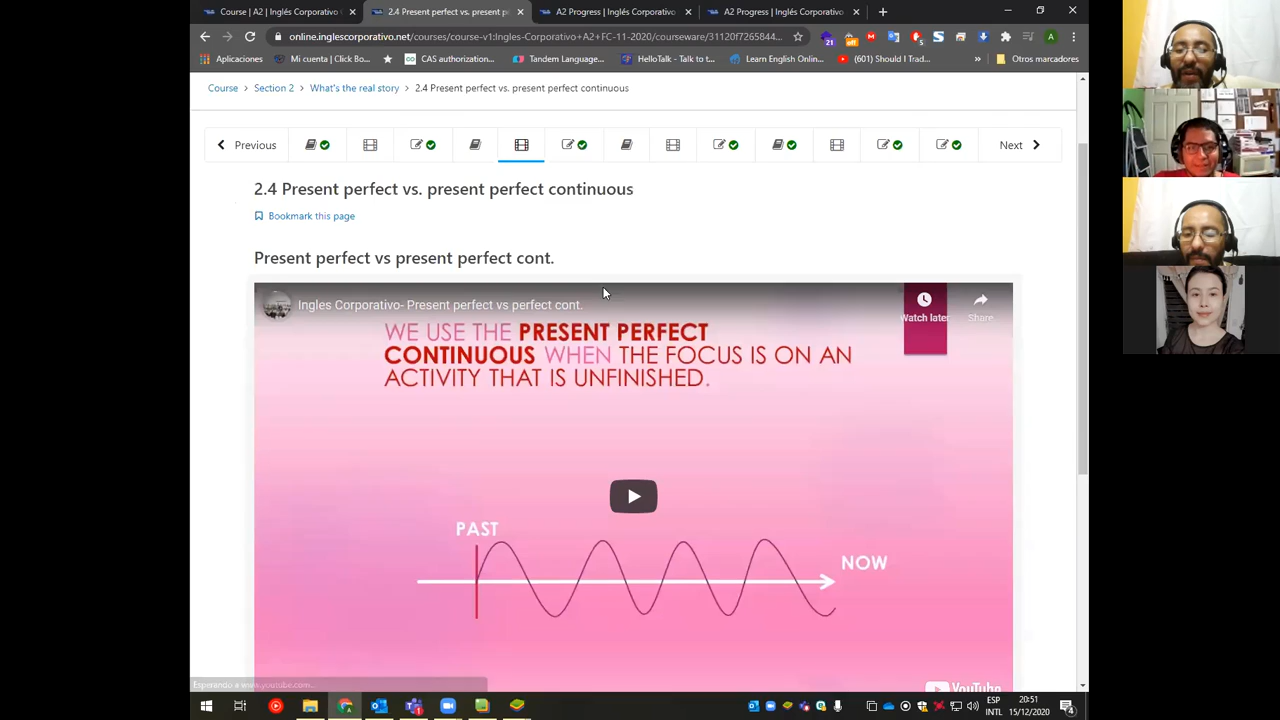 Course | A2 | Inglés Corporativo
2.4 Present perfect vs. present p
A2 Progress | Inglés Corporativo
A2 Progress | Inglés Corporativo
online.inglescorporativo.net/courses/course-v1:Ingles-Corporativo+A2+FC-11-2020/courseware/31120f7265844...
Aplicaciones
Mi cuenta | Click Bo...
CAS authorization...
Tandem Language...
HelloTalk - Talk to t...
Learn English Onlin...
(601) Should I Trad...
»
Otros marcadores
Course > Section 2 > What's the real story > 2.4 Present perfect vs. present perfect continuous
Previous
Next
2.4 Present perfect vs. present perfect continuous
Bookmark this page
Present perfect vs present perfect cont.
Ingles Corporativo- Present perfect vs perfect cont.
Watch later
Share
WE USE THE PRESENT PERFECT
CONTINUOUS WHEN THE FOCUS IS ON AN
ACTIVITY THAT IS UNFINISHED.
PAST
NOW
YouTube
Esperando a www.youtube.com...
ESP
INTL
20:51
15/12/2020